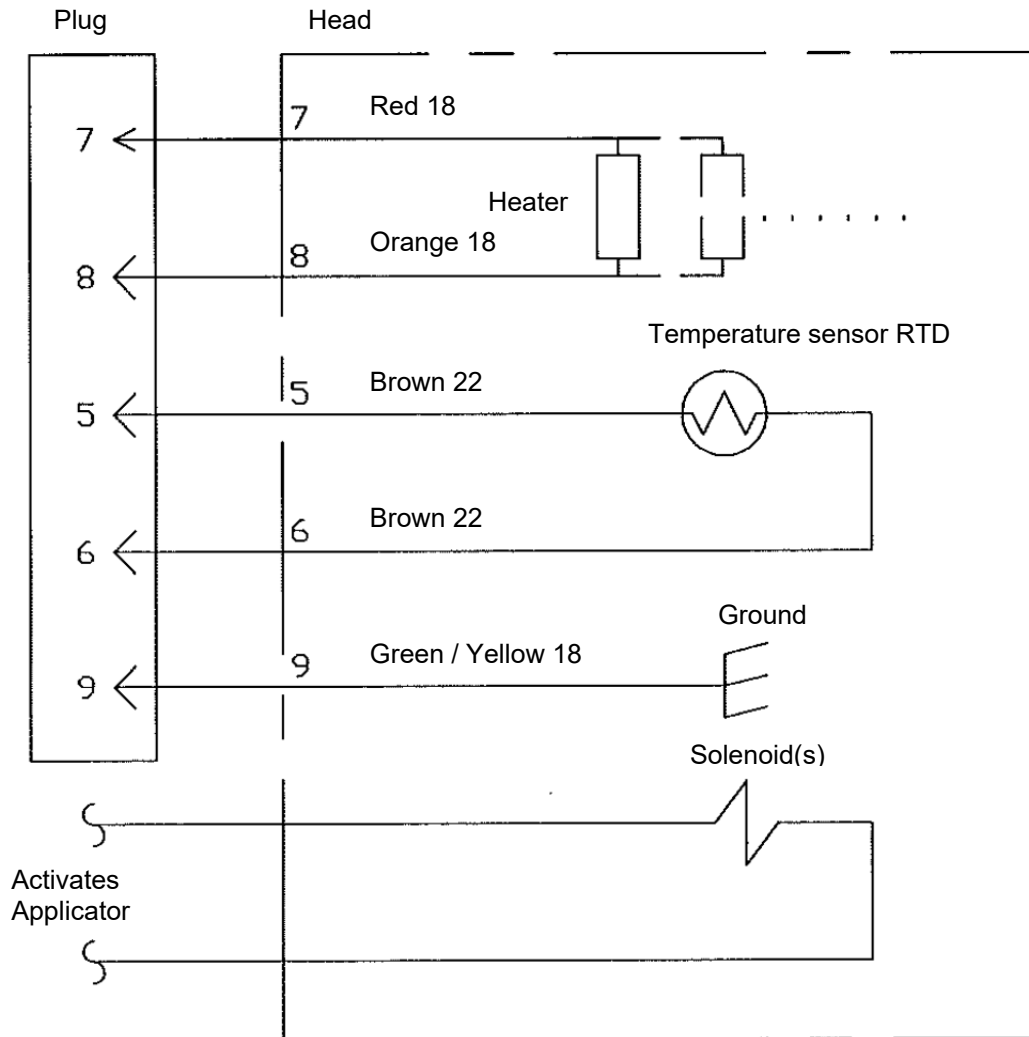 Plug
Head
7
7
Red 18
Heater
8
8
Orange 18
Temperature sensor RTD
5
5
Brown 22
6
6
Brown 22
Ground
9
9
Green / Yellow 18
Solenoid(s)
Activates
Applicator